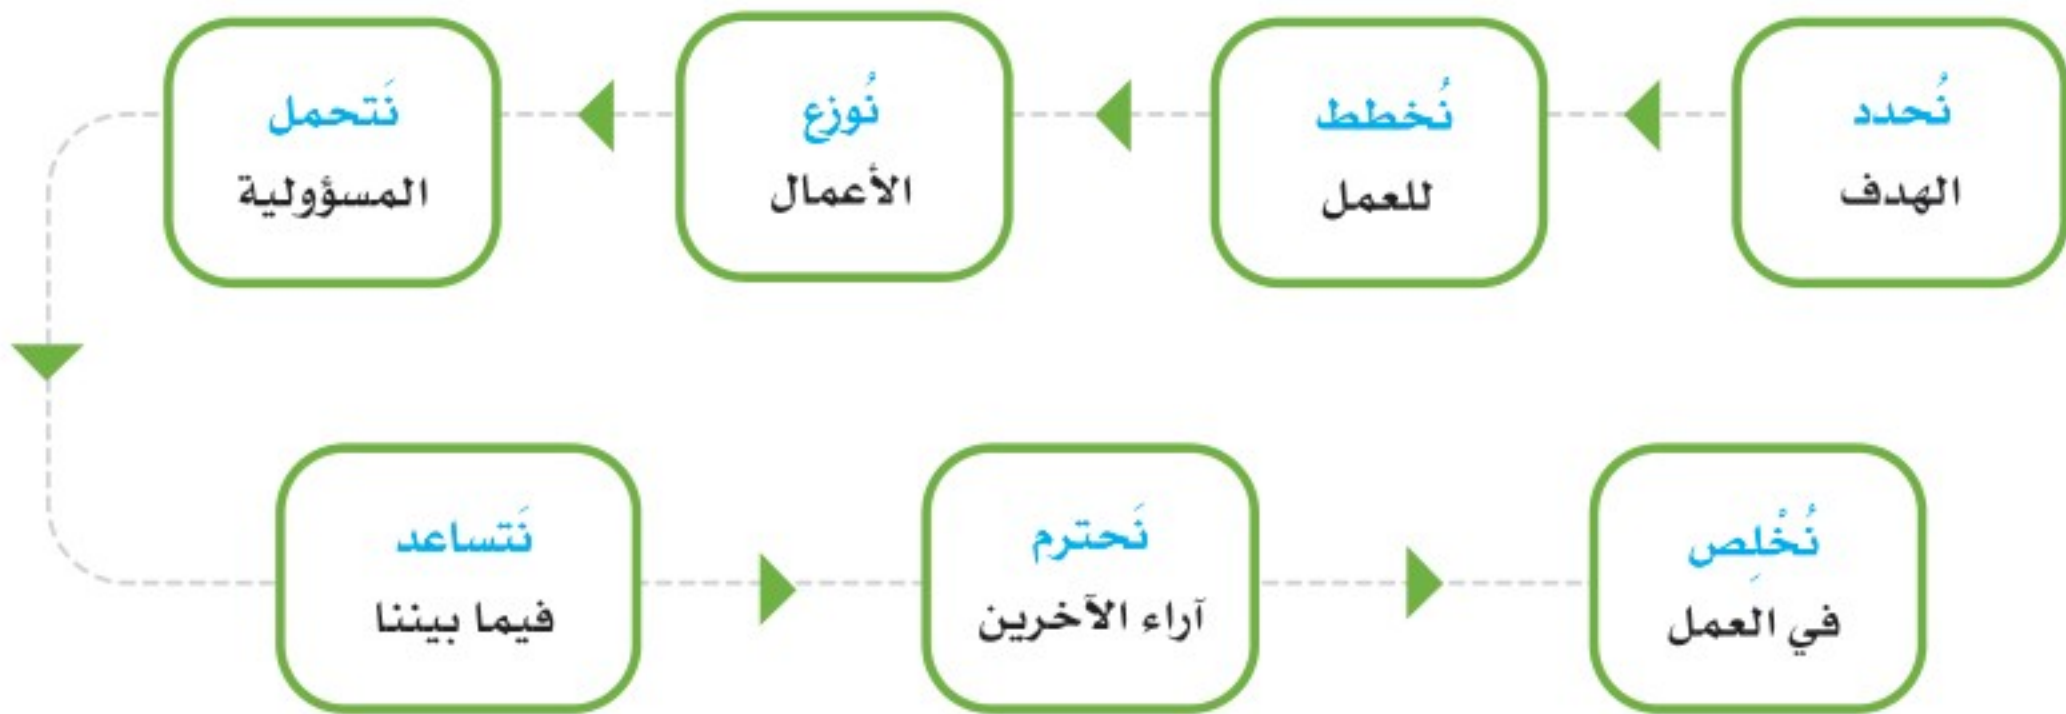 نُحدد
الهدف
نُخطط
للعمل
نُوزع
الأعمال
نَتحمل
المسؤولية
نَتساعد
فيما بيننا
نَحترم
آراء الآخرين
نُخْلِص
في العمل